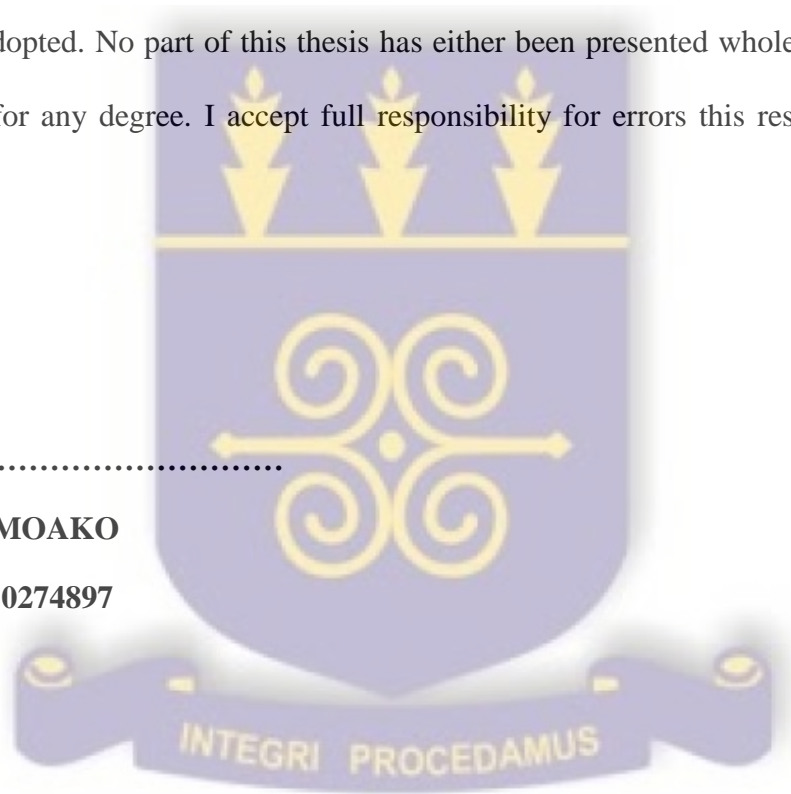 dopted. No part of this thesis has either been presented whole
for any degree. I accept full responsibility for errors this res
..............................
MOAKO
0274897
INTEGRI PROCEDAMUS